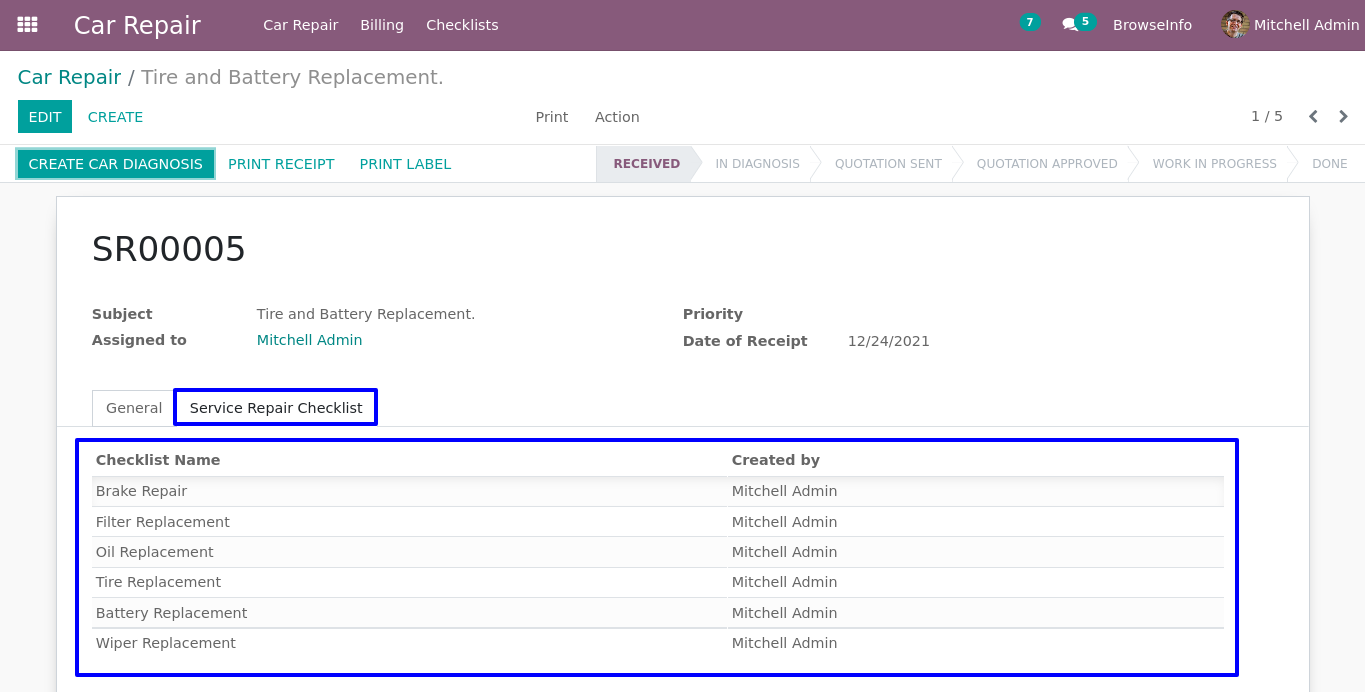 Car Repair Car Repair Billing Checklists 7 5 BrowseInfo Mitchell Admin
Car Repair / Tire and Battery Replacement.
EDIT CREATE Print Action 1 / 5
CREATE CAR DIAGNOSIS PRINT RECEIPT PRINT LABEL RECEIVED IN DIAGNOSIS QUOTATION SENT QUOTATION APPROVED WORK IN PROGRESS DONE
SR00005
Subject Tire and Battery Replacement. Priority
Assigned to Mitchell Admin Date of Receipt 12/24/2021
General Service Repair Checklist
Checklist Name Created by
Brake Repair Mitchell Admin
Filter Replacement Mitchell Admin
Oil Replacement Mitchell Admin
Tire Replacement Mitchell Admin
Battery Replacement Mitchell Admin
Wiper Replacement Mitchell Admin